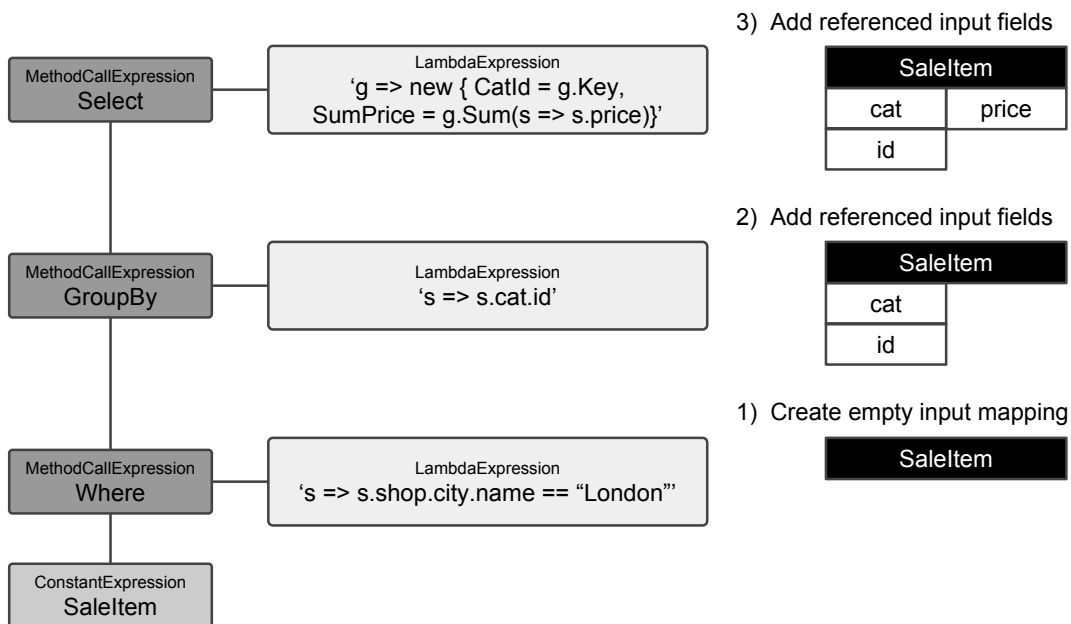 3) Add referenced input fields
MethodCallExpression
Select
LambdaExpression
‘g => new { CatId = g.Key,
SumPrice = g.Sum(s => s.price)}’
SaleItem
cat price
id
2) Add referenced input fields
MethodCallExpression
GroupBy
LambdaExpression
‘s => s.cat.id’
SaleItem
cat
id
1) Create empty input mapping
MethodCallExpression
Where
LambdaExpression
‘s => s.shop.city.name == “London”’
SaleItem
ConstantExpression
SaleItem